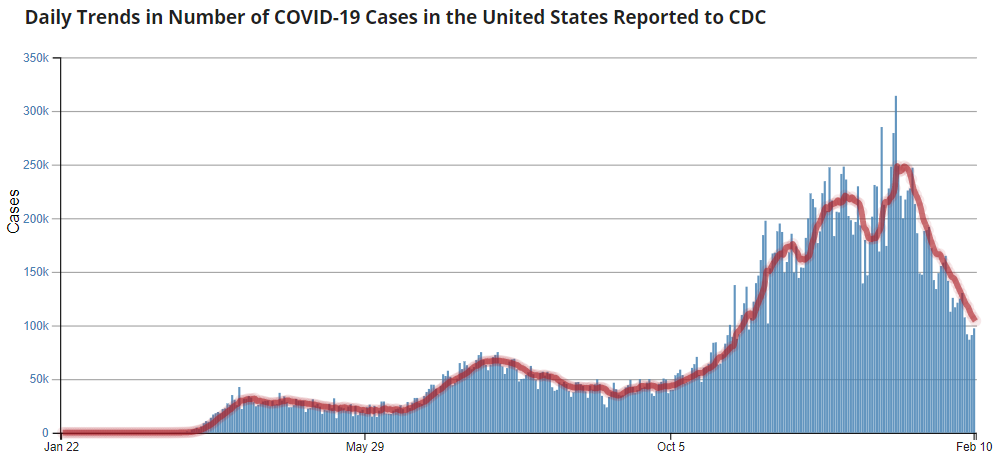 Daily Trends in Number of COVID-19 Cases in the United States Reported to CDC
350k
300k
250k
200k
150k
100k
50k
0
Cases
Jan 22
May 29
Oct 5
Feb 10